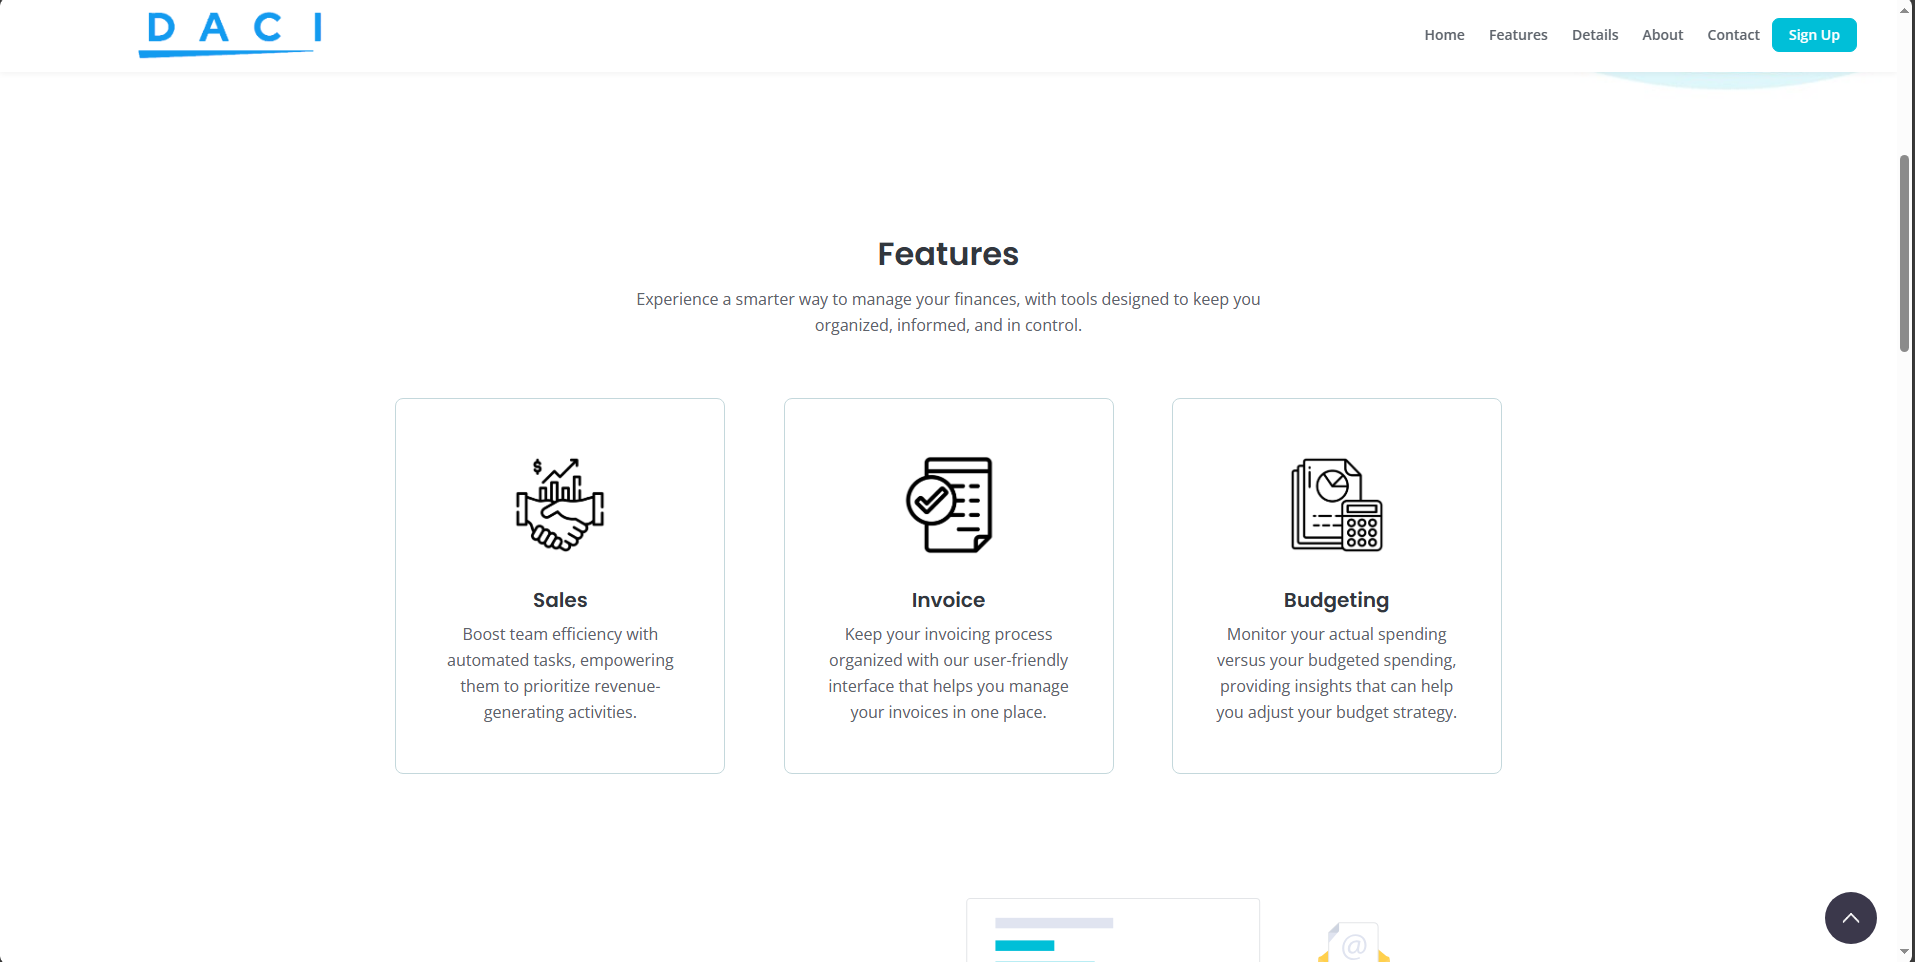 DACI
Home Features Details About Contact Sign Up
Features
Experience a smarter way to manage your finances, with tools designed to keep you
organized, informed, and in control.
$
Sales
Boost team efficiency with
automated tasks, empowering
them to prioritize revenue-
generating activities.
Invoice
Keep your invoicing process
organized with our user-friendly
interface that helps you manage
your invoices in one place.
Budgeting
Monitor your actual spending
versus your budgeted spending,
providing insights that can help
you adjust your budget strategy.
@